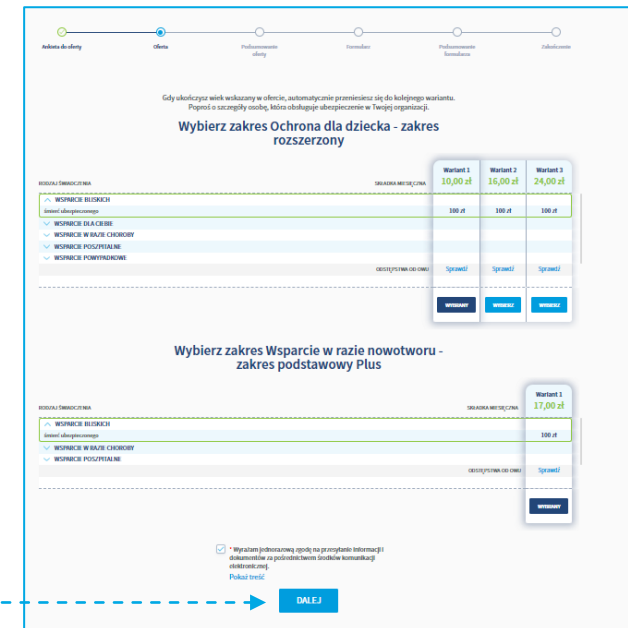 Ankieta do oferty
Oferta
Podsumowanie
oferty
Formularz
Podsumowanie
formularza
Zakończenie
Gdy ukończysz wiek wskazany w ofercie, automatycznie przeniesiesz się do kolejnego wariantu.
Poproś o szczegóły osobę, która obsługuje ubezpieczenie w Twojej organizacji.
Wybierz zakres Ochrona dla dziecka - zakres
rozszerzony
RODZAJ ŚWIADCZENIA
SKŁADKA MIESIĘCZNA
Wariant 1
10,00 zł
Wariant 2
16,00 zł
Wariant 3
24,00 zł
WSPARCIE BLISKICH
śmierć ubezpieczonego
100 zł
100 zł
100 zł
WSPARCIE DLA CIEBIE
WSPARCIE W RAZIE CHOROBY
WSPARCIE POSZPITALNE
WSPARCIE POWYPADKOWE
ODSTĘPSTWA OD OWU
Sprawdź
Sprawdź
Sprawdź
WYBRANY
WYBIERZ
WYBIERZ
Wybierz zakres Wsparcie w razie nowotworu -
zakres podstawowy Plus
RODZAJ ŚWIADCZENIA
SKŁADKA MIESIĘCZNA
Wariant 1
17,00 zł
WSPARCIE BLISKICH
śmierć ubezpieczonego
100 zł
WSPARCIE W RAZIE CHOROBY
WSPARCIE POSZPITALNE
ODSTĘPSTWA OD OWU
Sprawdź
WYBRANY
* Wyrażam jednorazową zgodę na przesyłanie informacji i
dokumentów za pośrednictwem środków komunikacji
elektronicznej.
Pokaż treść
DALEJ